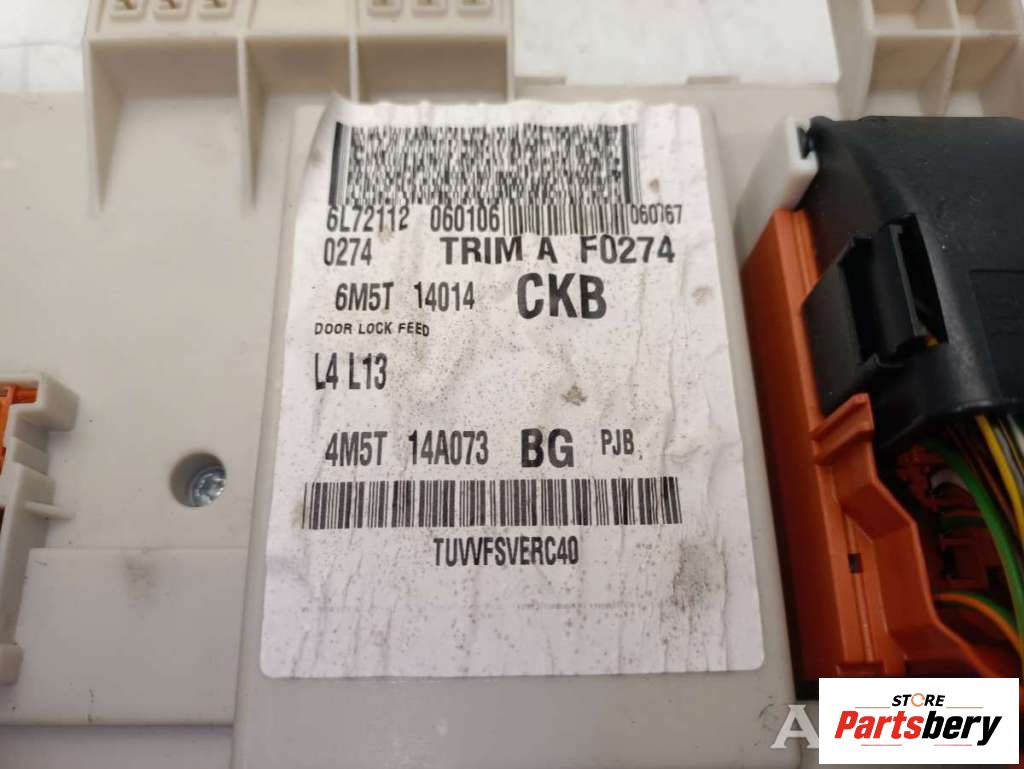 6L72112 060106 060767
0274 TRIM A F0274
6M5T 14014 CKB
DOOR LOCK FEED
L4 L13
4M5T 14A073 BG PJB
TUVVFSVERC40
A
STORE
Partsbery